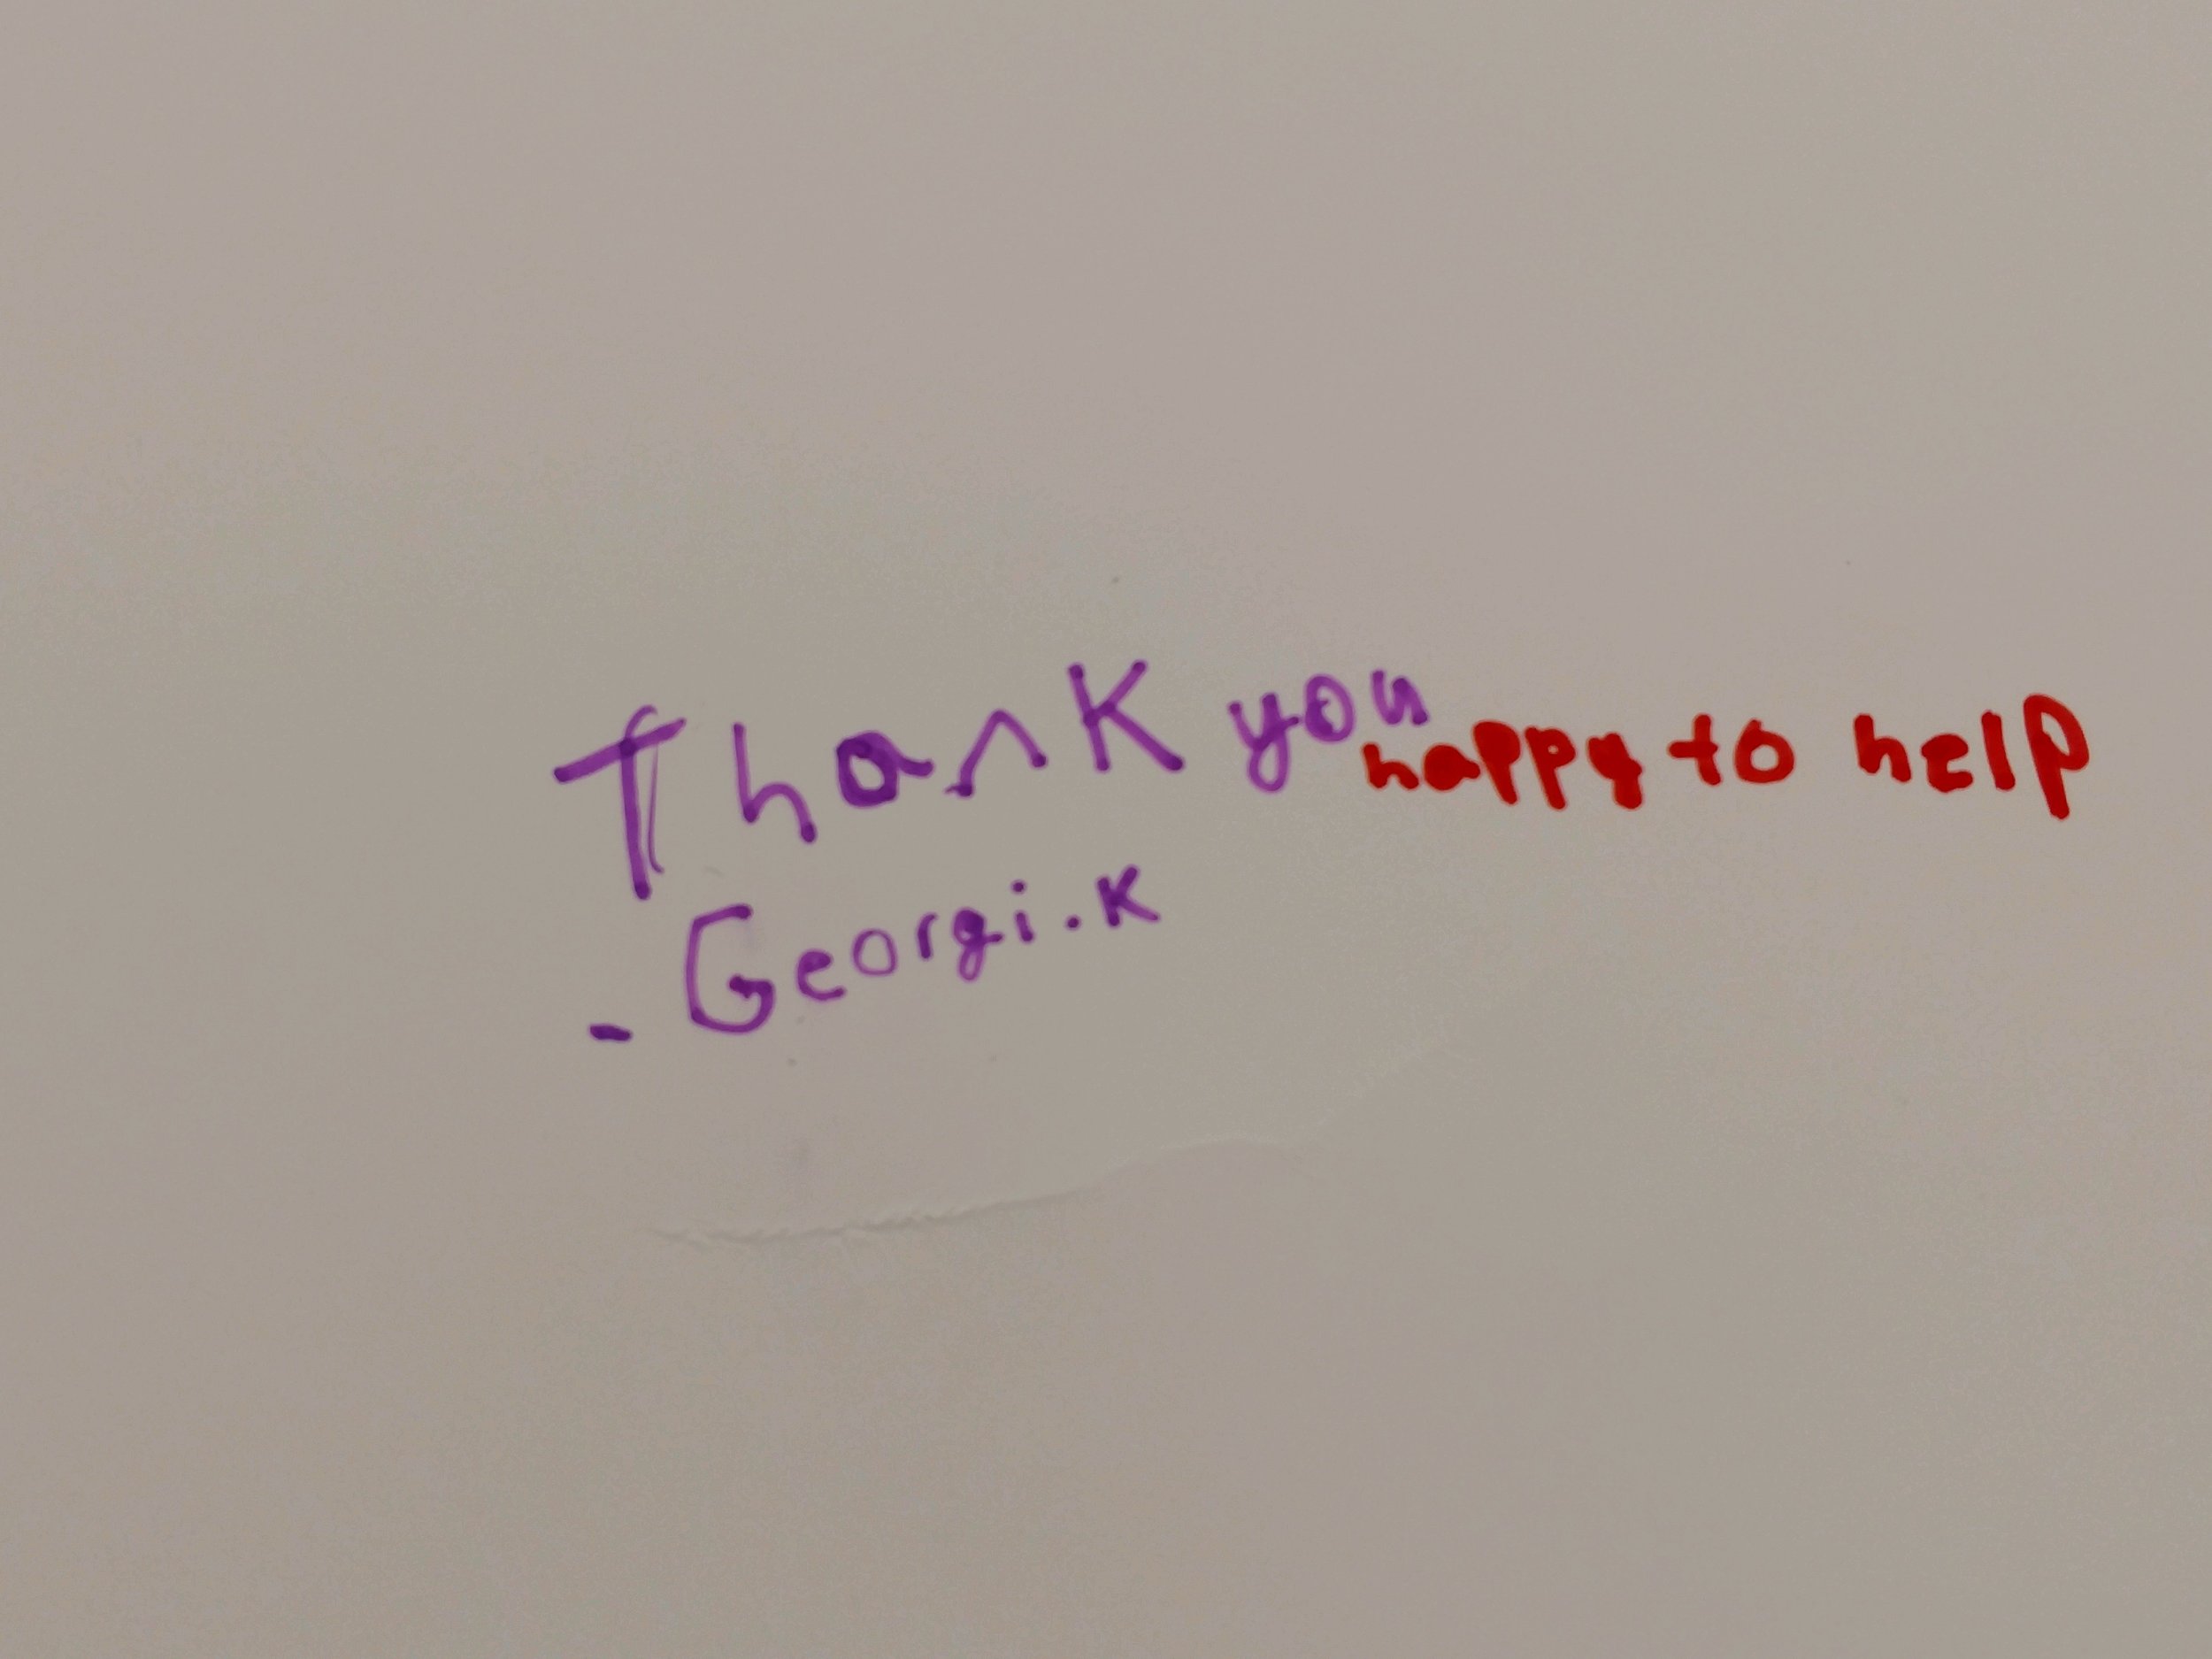 Thank you
happy to help
- Georgi.K